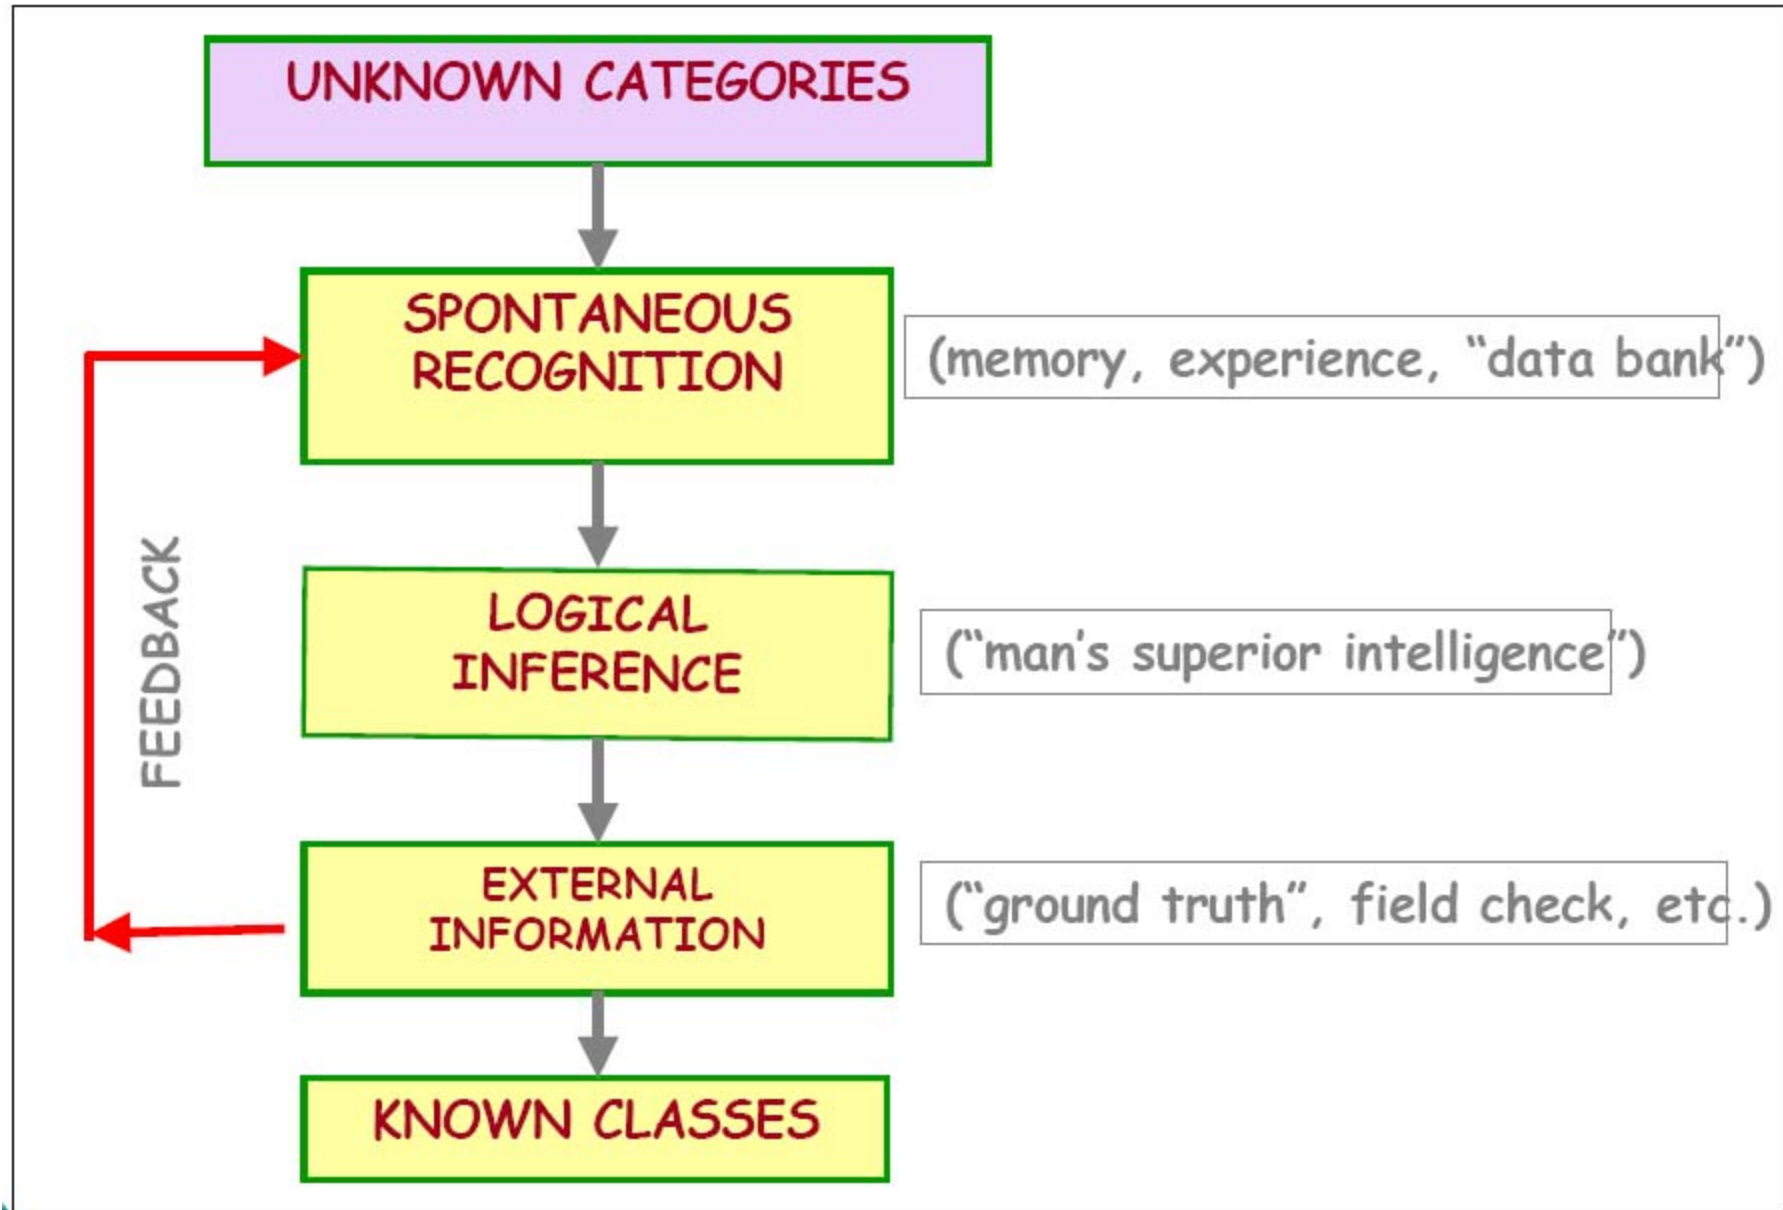 UNKNOWN CATEGORIES
SPONTANEOUS
RECOGNITION
(memory, experience, “data bank”)
FEEDBACK
LOGICAL
INFERENCE
(“man’s superior intelligence”)
EXTERNAL
INFORMATION
(“ground truth”, field check, etc.)
KNOWN CLASSES